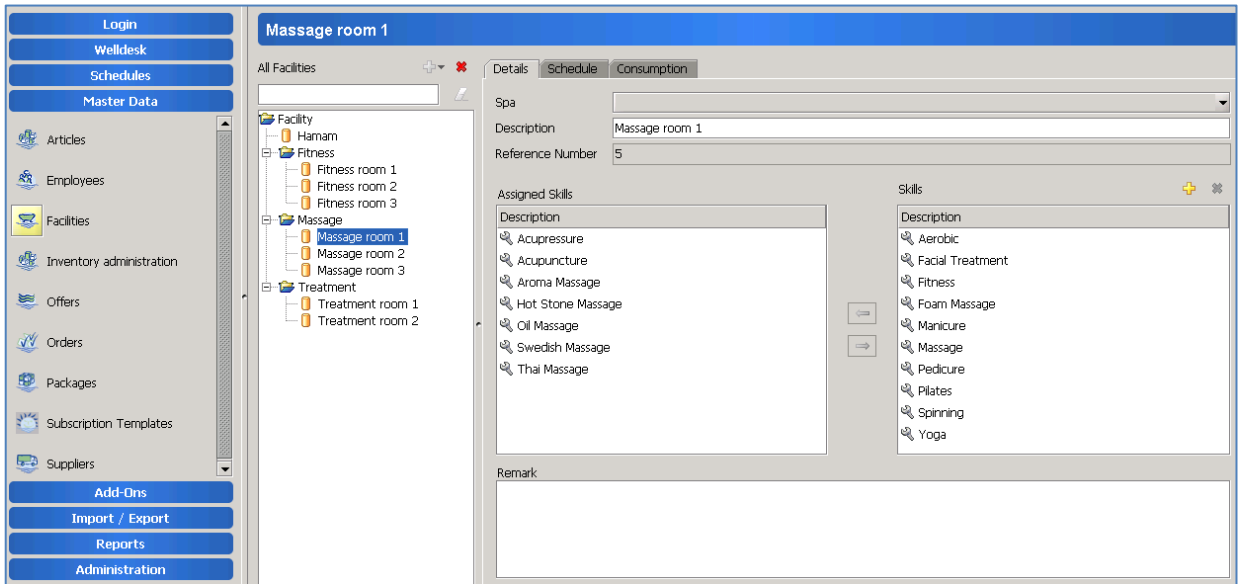 Login
Welldesk
Schedules
Master Data
Articles
Employees
Facilities
Inventory administration
Offers
Orders
Packages
Subscription Templates
Suppliers
Add-Ons
Import / Export
Reports
Administration
Massage room 1
All Facilities
Facility
Hamam
Fitness
Fitness room 1
Fitness room 2
Fitness room 3
Massage
Massage room 1
Massage room 2
Massage room 3
Treatment
Treatment room 1
Treatment room 2
Details Schedule Consumption
Spa
Description Massage room 1
Reference Number 5
Assigned Skills
Description
Acupressure
Acupuncture
Aroma Massage
Hot Stone Massage
Oil Massage
Swedish Massage
Thai Massage
Skills
Description
Aerobic
Facial Treatment
Fitness
Foam Massage
Manicure
Massage
Pedicure
Pilates
Spinning
Yoga
Remark